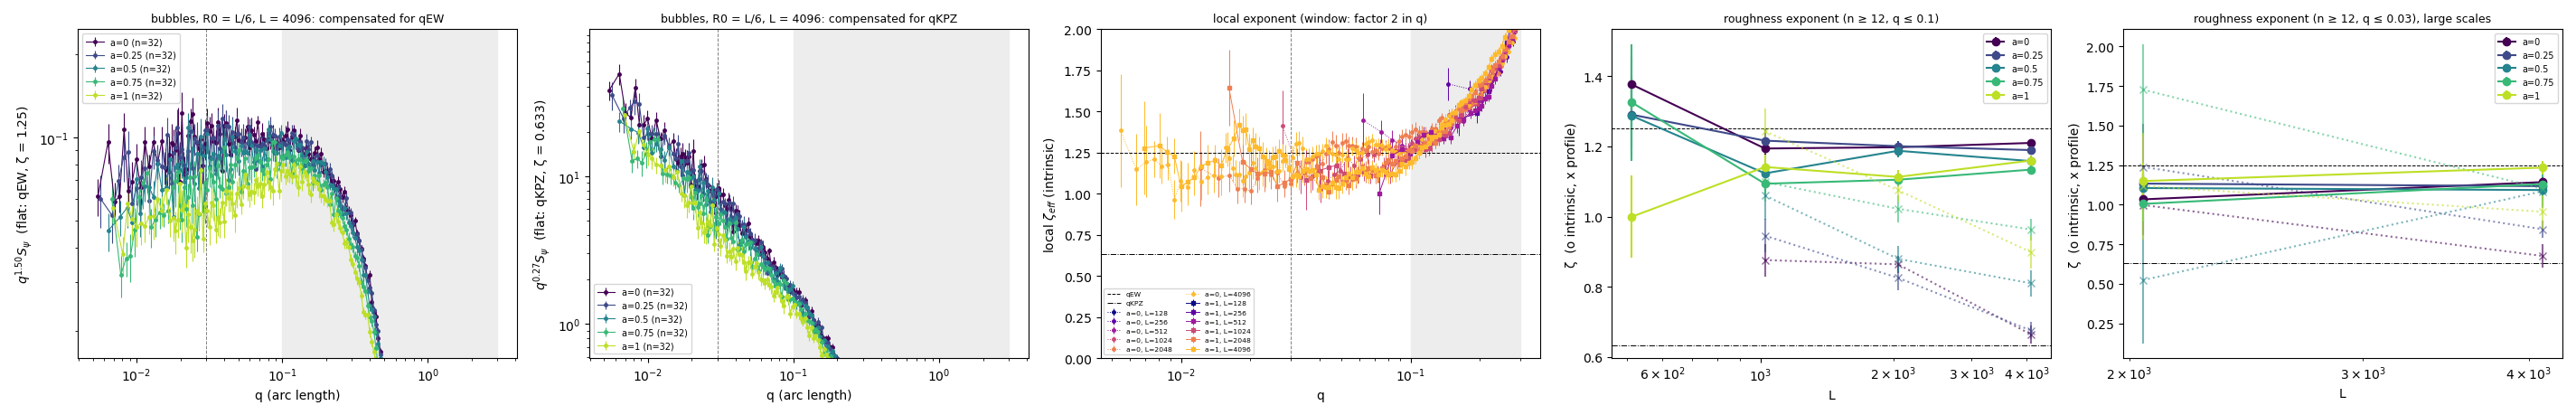 bubbles, R0 = L/6, L = 4096: compensated for qEW
q^{1.50} S_ψ (flat: qEW, ζ = 1.25)
a=0 (n=32)
a=0.25 (n=32)
a=0.5 (n=32)
a=0.75 (n=32)
a=1 (n=32)
10^{-1}
10^{-2}
10^{-1}
10^{0}
q (arc length)
bubbles, R0 = L/6, L = 4096: compensated for qKPZ
q^{0.27} S_ψ (flat: qKPZ, ζ = 0.633)
10^{1}
10^{0}
a=0 (n=32)
a=0.25 (n=32)
a=0.5 (n=32)
a=0.75 (n=32)
a=1 (n=32)
10^{-2}
10^{-1}
10^{0}
q (arc length)
local exponent (window: factor 2 in q)
local ζ_{eff} (intrinsic)
2.00
1.75
1.50
1.25
1.00
0.75
0.50
0.25
0.00
qEW
qKPZ
a=0, L=128
a=0, L=256
a=0, L=512
a=0, L=1024
a=0, L=2048
a=0, L=4096
a=1, L=128
a=1, L=256
a=1, L=512
a=1, L=1024
a=1, L=2048
a=1, L=4096
10^{-2}
10^{-1}
q
roughness exponent (n ≥ 12, q ≤ 0.1)
ζ (o intrinsic, x profile)
1.4
1.2
1.0
0.8
0.6
a=0
a=0.25
a=0.5
a=0.75
a=1
6 × 10^{2}
10^{3}
2 × 10^{3}
3 × 10^{3}
4 × 10^{3}
L
roughness exponent (n ≥ 12, q ≤ 0.03), large scales
ζ (o intrinsic, x profile)
2.00
1.75
1.50
1.25
1.00
0.75
0.50
0.25
a=0
a=0.25
a=0.5
a=0.75
a=1
2 × 10^{3}
3 × 10^{3}
4 × 10^{3}
L